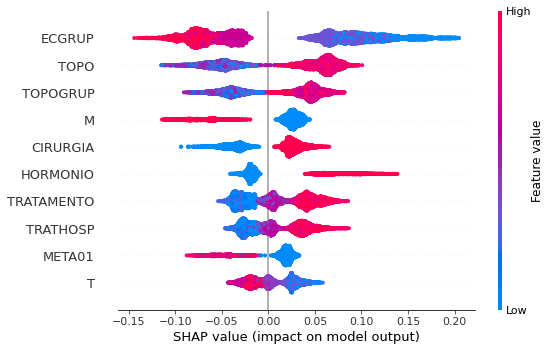 High
ECGRUP
TOPO
TOPOGRUP
M
CIRURGIA
HORMONIO
TRATAMENTO
TRATHOSP
META01
T
Feature value
Low
−0.15 −0.10 −0.05 0.00 0.05 0.10 0.15 0.20
SHAP value (impact on model output)